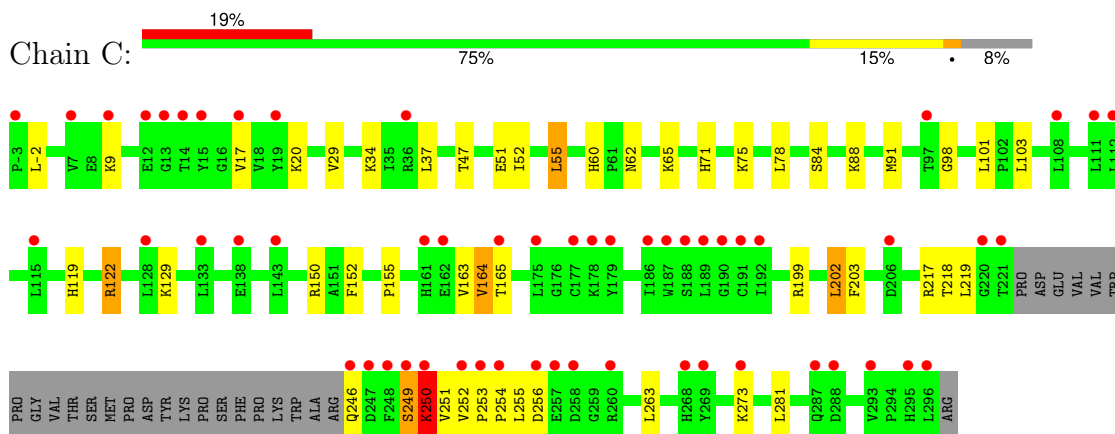 19%
Chain C:
75% 15% • 8%
P-3 L-2 V7 E8 K9 E12 G13 T14 Y15 G16 V17 V18 Y19 K20 V29 K34 I35 R36 L37 T47 E51 I52 L55 H60 P61 N62 K65 H71 K75 L78 S84 K88 M91 T97 G98 L101 P102 L103 L108 L111 L112
L115 H119 R122 L128 K129 L133 E138 L143 R150 A151 F152 P155 H161 E162 V163 V164 T165 L175 G176 C177 K178 Y179 I186 W187 S188 L189 G190 C191 I192 R199 L202 F203 D206 R217 T218 L219 G220 T221 PRO ASP GLU VAL VAL TRP
PRO GLY VAL THR SER MET PRO ASP TYR LYS PRO SER PHE PRO LYS TRP ALA ARG Q246 D247 F248 S249 K250 V251 V252 P253 P254 L255 D256 E257 D258 G259 R260 L263 H268 Y269 K273 L281 Q287 D288 V293 P294 H295 L296 ARG